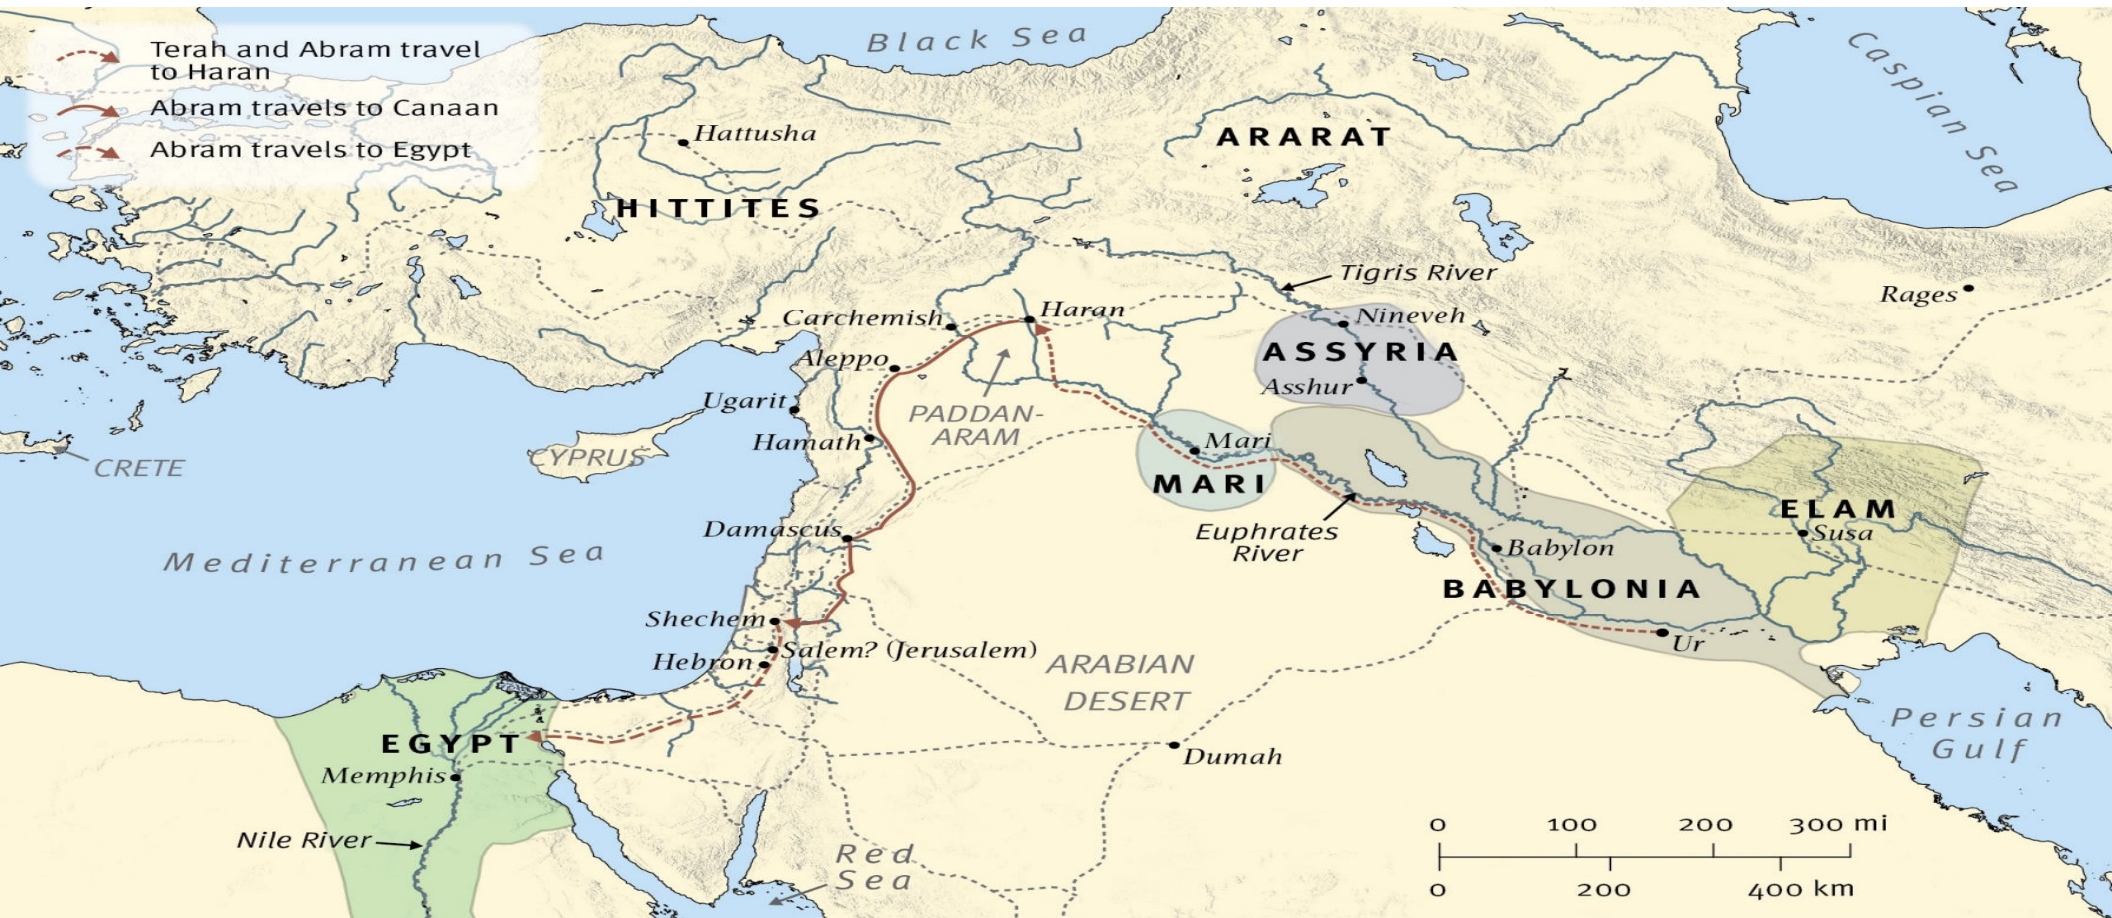 Terah and Abram travel
to Haran
Abram travels to Canaan
Abram travels to Egypt
Black Sea
Caspian Sea
Hattusha
ARARAT
HITTITES
Tigris River
Rages
Haran
Carchemish
Nineveh
ASSYRIA
Aleppo
Asshur
Ugarit
PADDAN-
ARAM
Hamath
Mari
MARI
CYPRUS
CRETE
ELAM
Susa
Damascus
Euphrates
River
Babylon
Mediterranean Sea
BABYLONIA
Shechem
Salem? (Jerusalem)
Hebron
Ur
ARABIAN
DESERT
Persian
Gulf
EGYPT
Memphis
Dumah
Nile River
Red
Sea
0 100 200 300 mi
0 200 400 km